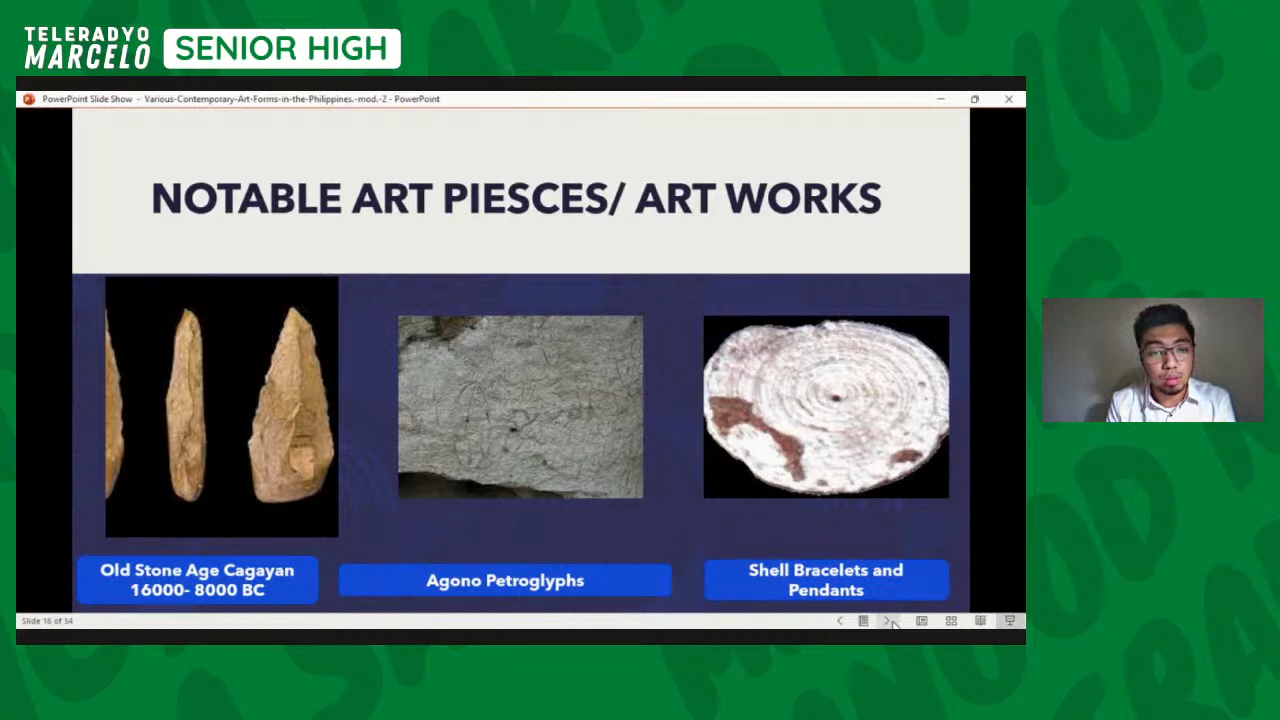 TELERADYO
MARCELO
SENIOR HIGH
PowerPoint Slide Show - Various-Contemporary-Art-Forms-in-the-Philippines.-mod.-2 - PowerPoint
NOTABLE ART PIESCES/ ART WORKS
Old Stone Age Cagayan
16000- 8000 BC
Agono Petroglyphs
Shell Bracelets and
Pendants
Slide 16 of 54